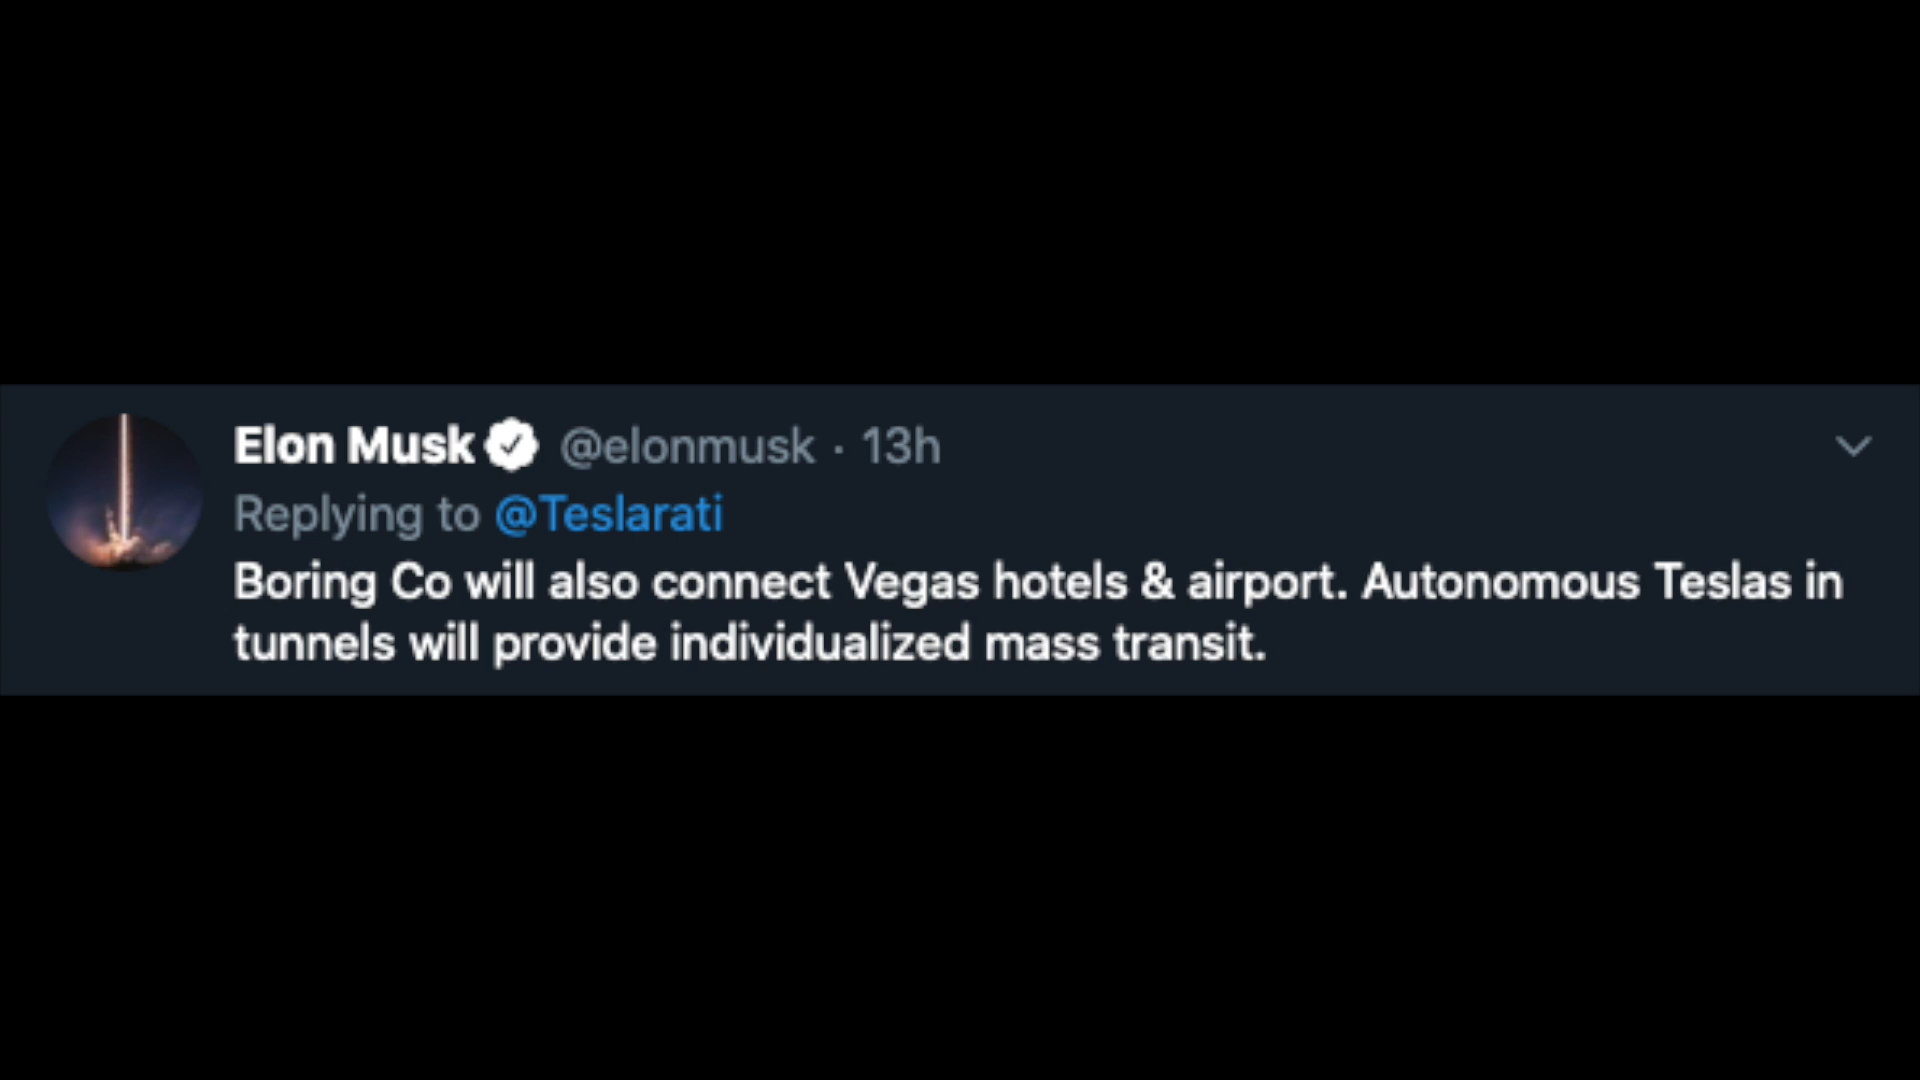 Elon Musk @elonmusk · 13h
Replying to @Teslarati
Boring Co will also connect Vegas hotels & airport. Autonomous Teslas in
tunnels will provide individualized mass transit.